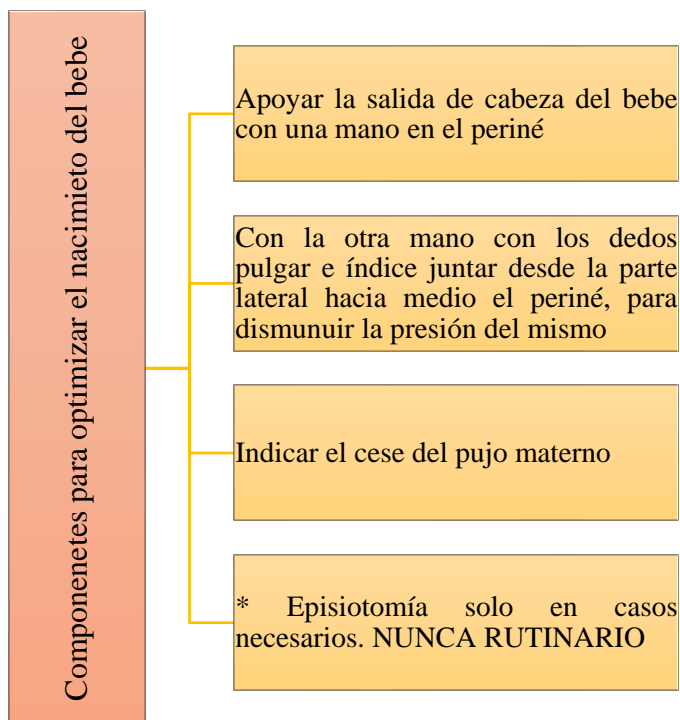 Componenetes para optimizar el nacimieto del bebe
Apoyar la salida de cabeza del bebe
con una mano en el periné
Con la otra mano con los dedos
pulgar e índice juntar desde la parte
lateral hacia medio el periné, para
dismunuir la presión del mismo
Indicar el cese del pujo materno
* Episiotomía solo en casos
necesarios. NUNCA RUTINARIO